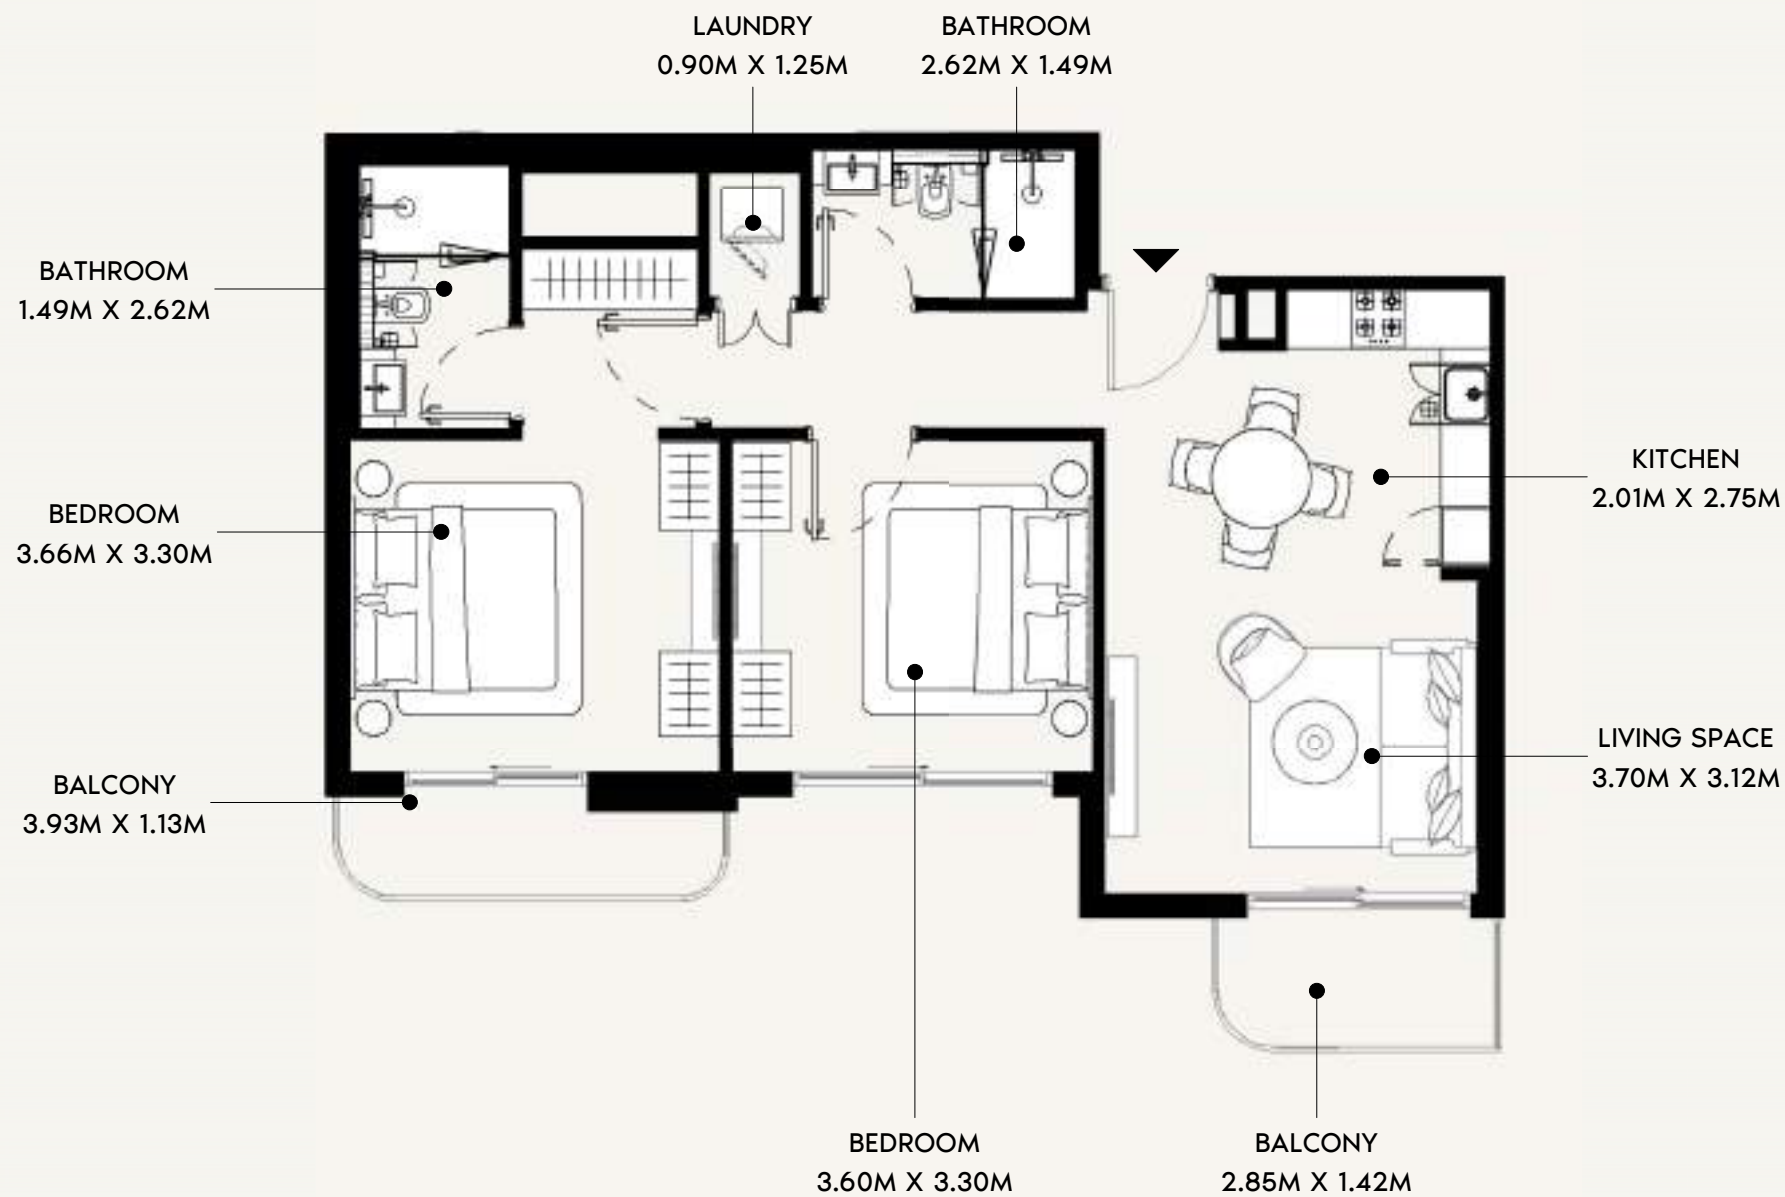 LAUNDRY
0.90M X 1.25M
BATHROOM
2.62M X 1.49M
BATHROOM
1.49M X 2.62M
BEDROOM
3.66M X 3.30M
BALCONY
3.93M X 1.13M
KITCHEN
2.01M X 2.75M
LIVING SPACE
3.70M X 3.12M
BEDROOM
3.60M X 3.30M
BALCONY
2.85M X 1.42M